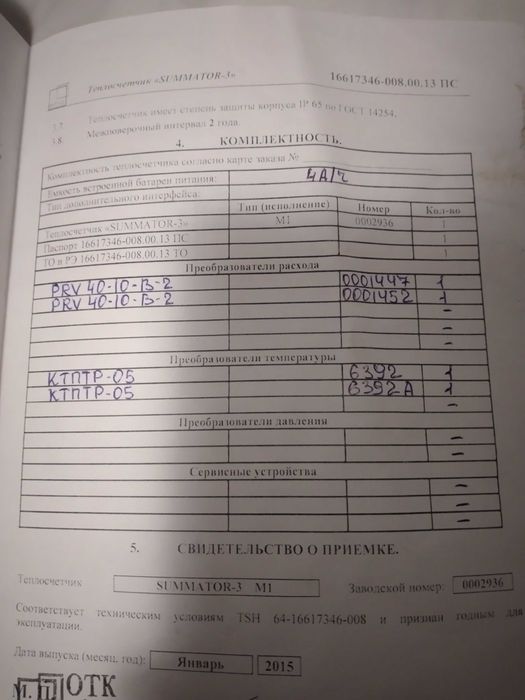 Теплосчетчик «SUMMATOR-3» 16617346-008.00.13 ПС
3.7. Теплосчетчик имеет степень защиты корпуса IP 65 по ГОСТ 14254.
3.8. Межповерочный интервал 2 года.
4. КОМПЛЕКТНОСТЬ.
Комплектность теплосчетчика согласно карте заказа №
Емкость встроенной батареи питания: 4А/ч
Тип дополнительного интерфейса:
Тип (исполнение) Номер Кол-во
Теплосчетчик «SUMMATOR-3» М1 0002936 1
Паспорт 16617346-008.00.13 ПС 1
ТО и РЭ 16617346-008.00.13 ТО 1
Преобразователи расхода
PRV 40-10-B-2 0001447 1
PRV 40-10-B-2 0001452 1
–
–
–
Преобразователи температуры
КТПТР-05 6392 1
КТПТР-05 6392А 1
–
Преобразователи давления
–
–
Сервисные устройства
–
–
–
5. СВИДЕТЕЛЬСТВО О ПРИЕМКЕ.
Теплосчетчик SUMMATOR-3 М1 Заводской номер: 0002936
Соответствует техническим условиям TSH 64-16617346-008 и признан годным для
эксплуатации.
Дата выпуска (месяц, год): Январь 2015
М.П. ОТК